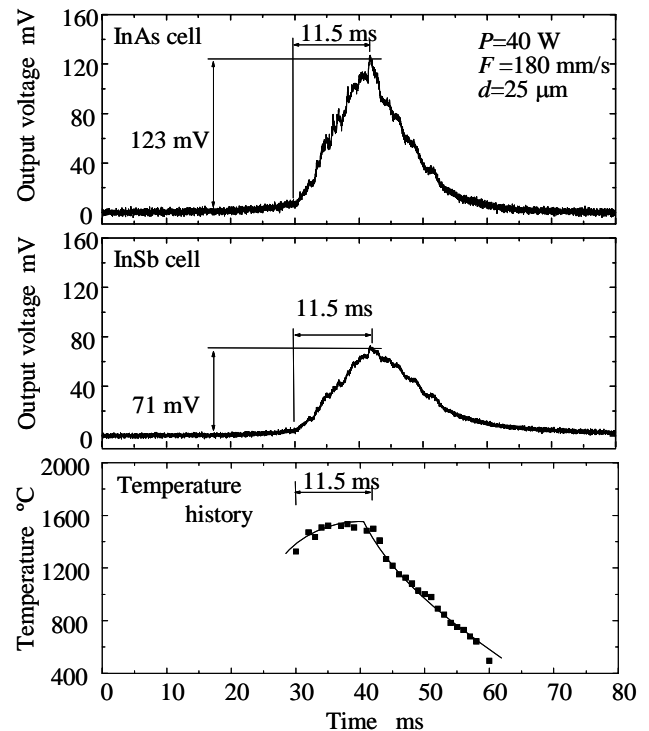 160
120
80
40
0
Output voltage mV
InAs cell
11.5 ms
123 mV
P=40 W
F =180 mm/s
d=25 μm
160
120
80
40
0
Output voltage mV
InSb cell
11.5 ms
71 mV
2000
1600
1200
800
400
Temperature ºC
Temperature
history
11.5 ms
0 10 20 30 40 50 60 70 80
Time ms